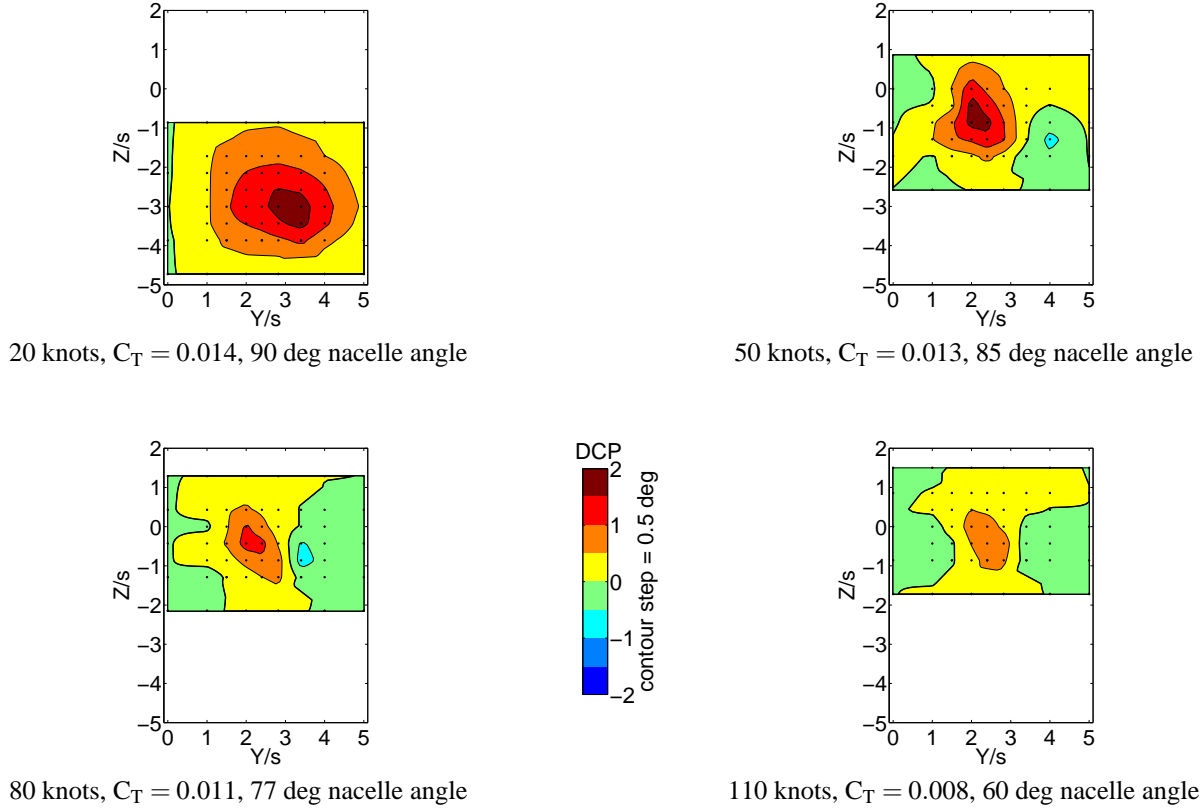 2
1
0
−1
−2
−3
−4
−5
Z/s
0 1 2 3 4 5
Y/s
20 knots, C_T = 0.014, 90 deg nacelle angle
2
1
0
−1
−2
−3
−4
−5
Z/s
0 1 2 3 4 5
Y/s
50 knots, C_T = 0.013, 85 deg nacelle angle
2
1
0
−1
−2
−3
−4
−5
Z/s
0 1 2 3 4 5
Y/s
80 knots, C_T = 0.011, 77 deg nacelle angle
DCP
2
1
0
−1
−2
contour step = 0.5 deg
2
1
0
−1
−2
−3
−4
−5
Z/s
0 1 2 3 4 5
Y/s
110 knots, C_T = 0.008, 60 deg nacelle angle